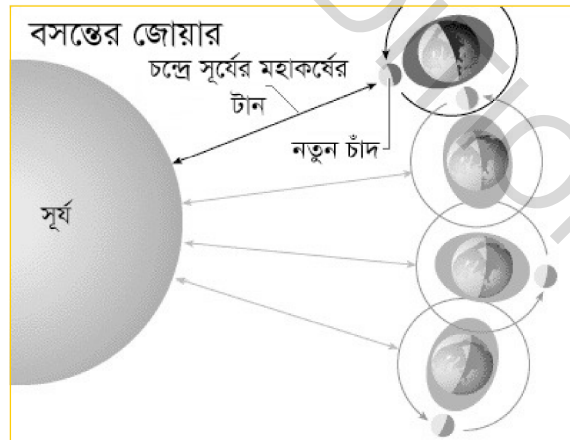 বসন্তের জোয়ার
চন্দ্রে সূর্যের মহাকর্ষের
টান
নতুন চাঁদ
সূর্য